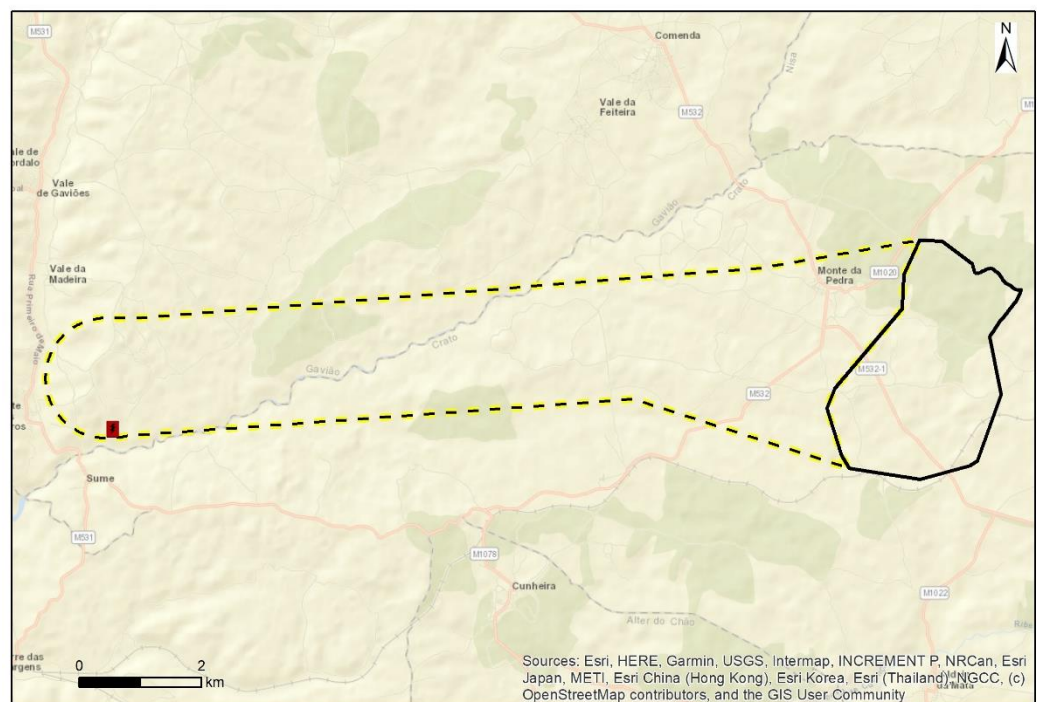 M531
Comenda
N
Nisa
Vale da
Feiteira
M532
Vale
de Gaviões
Crato
Gavião
Vale da
Madeira
Monte da
Pedra
M1020
Rua Primeiro de Maio
Crato
Gavião
M532-1
M532
Sume
M531
M1078
Cunheira
M1022
Alter do Chão
0
2
km
Sources: Esri, HERE, Garmin, USGS, Intermap, INCREMENT P, NRCan, Esri
Japan, METI, Esri China (Hong Kong), Esri Korea, Esri (Thailand), NGCC, (c)
OpenStreetMap contributors, and the GIS User Community